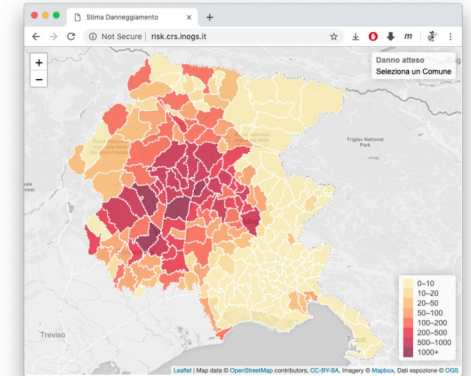 Stima Danneggiamento
Not Secure | risk.crs.inogs.it
+
−
Danno atteso
Seleziona un Comune
Triglav National
Park
Treviso
0–10
10–20
20–50
50–100
100–200
200–500
500–1000
1000+
Leaflet | Map data © OpenStreetMap contributors, CC-BY-SA, Imagery © Mapbox, Dati espozione © OGS